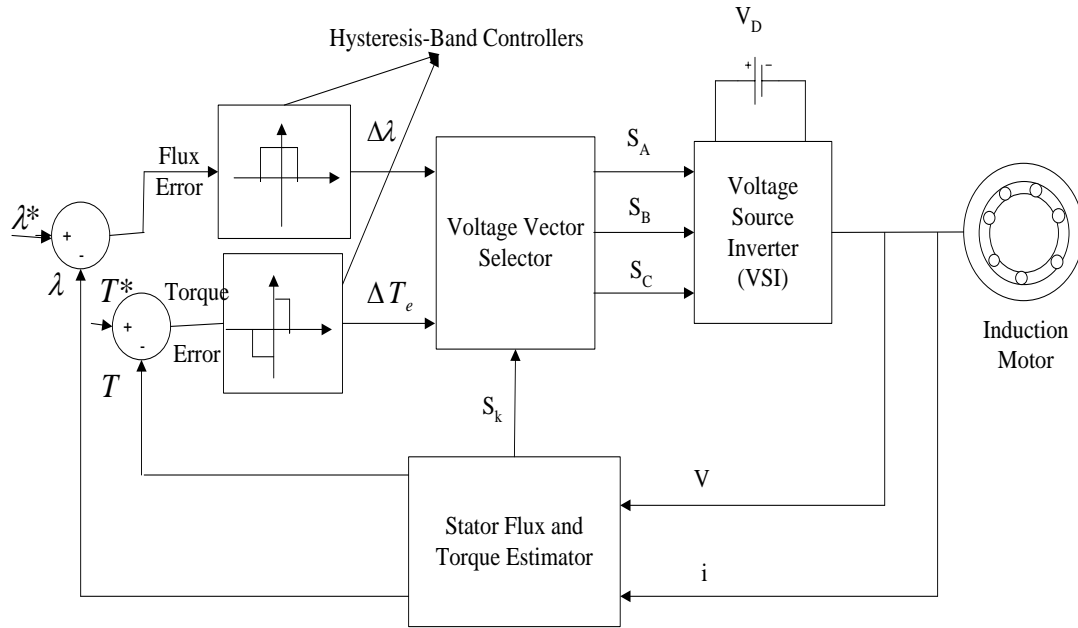 V_D
+ −
Hysteresis-Band Controllers
Δλ
Flux
Error
λ*
+
-
λ
T*
Torque
+
-
Error
T
ΔT_e
Voltage Vector
Selector
S_A
S_B
S_C
Voltage
Source
Inverter
(VSI)
Induction
Motor
S_k
Stator Flux and
Torque Estimator
V
i